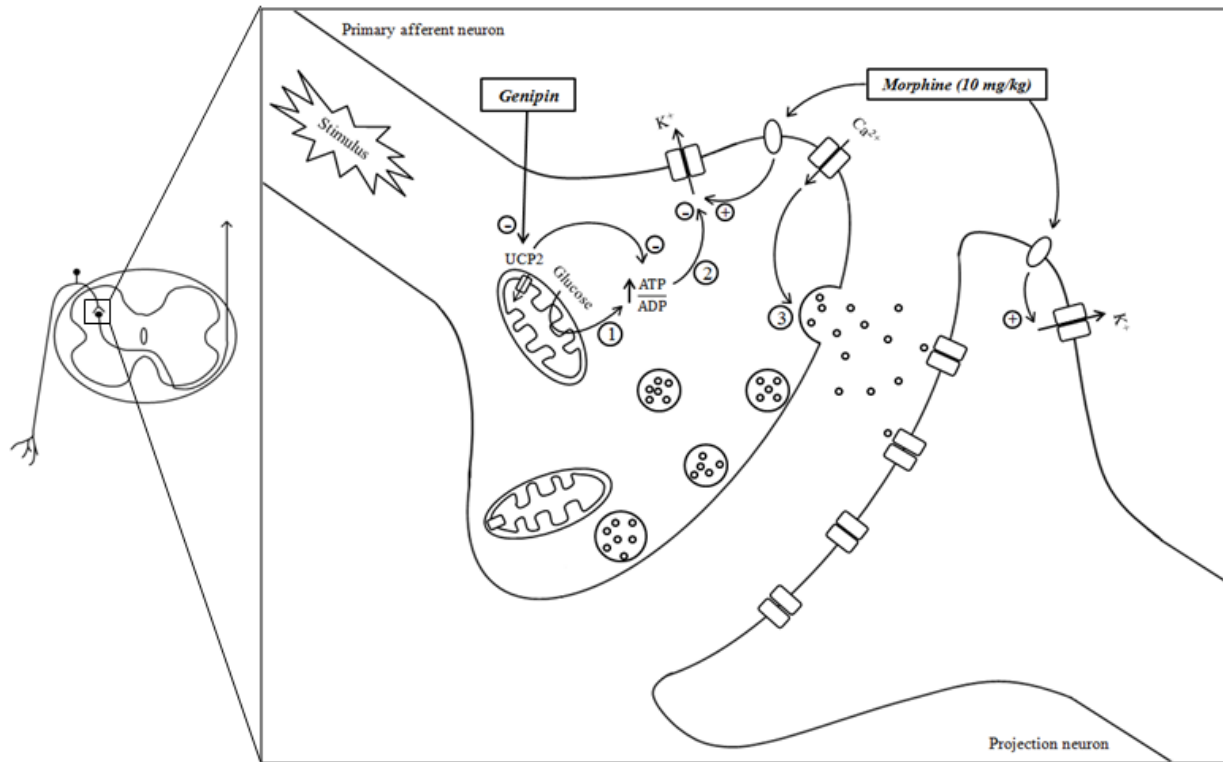 Primary afferent neuron
Genipin
Morphine (10 mg/kg)
Stimulus
K⁺
Ca²⁺
-
+
-
-
UCP2
Glucose
ATP
ADP
2
1
3
+
K⁺
Projection neuron